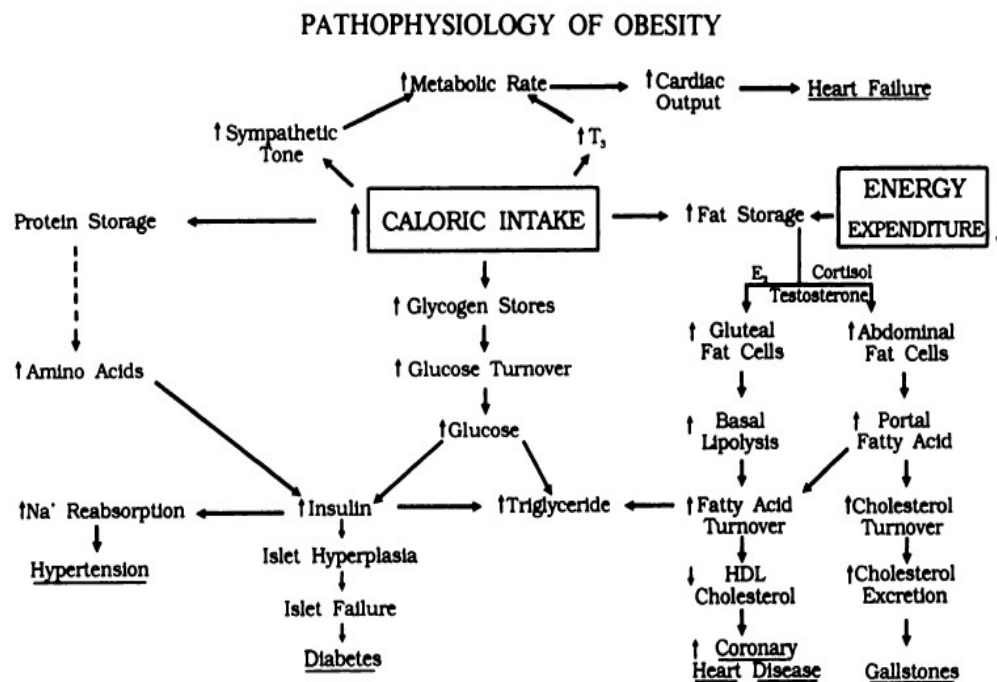 PATHOPHYSIOLOGY OF OBESITY
↑Metabolic Rate
↑Cardiac
Output
Heart Failure
↑Sympathetic
Tone
↑T₃
Protein Storage
↑
CALORIC INTAKE
↑Fat Storage
ENERGY
EXPENDITURE
E₂
Cortisol
Testosterone
↑Glycogen Stores
↑Gluteal
Fat Cells
↑Abdominal
Fat Cells
↑Amino Acids
↑Glucose Turnover
↑Glucose
↑Basal
Lipolysis
↑Portal
Fatty Acid
↑Na⁺ Reabsorption
↑Insulin
↑Triglyceride
↑Fatty Acid
Turnover
↑Cholesterol
Turnover
Hypertension
Islet Hyperplasia
Islet Failure
Diabetes
↓HDL
Cholesterol
↑Cholesterol
Excretion
↑Coronary
Heart Disease
Gallstones